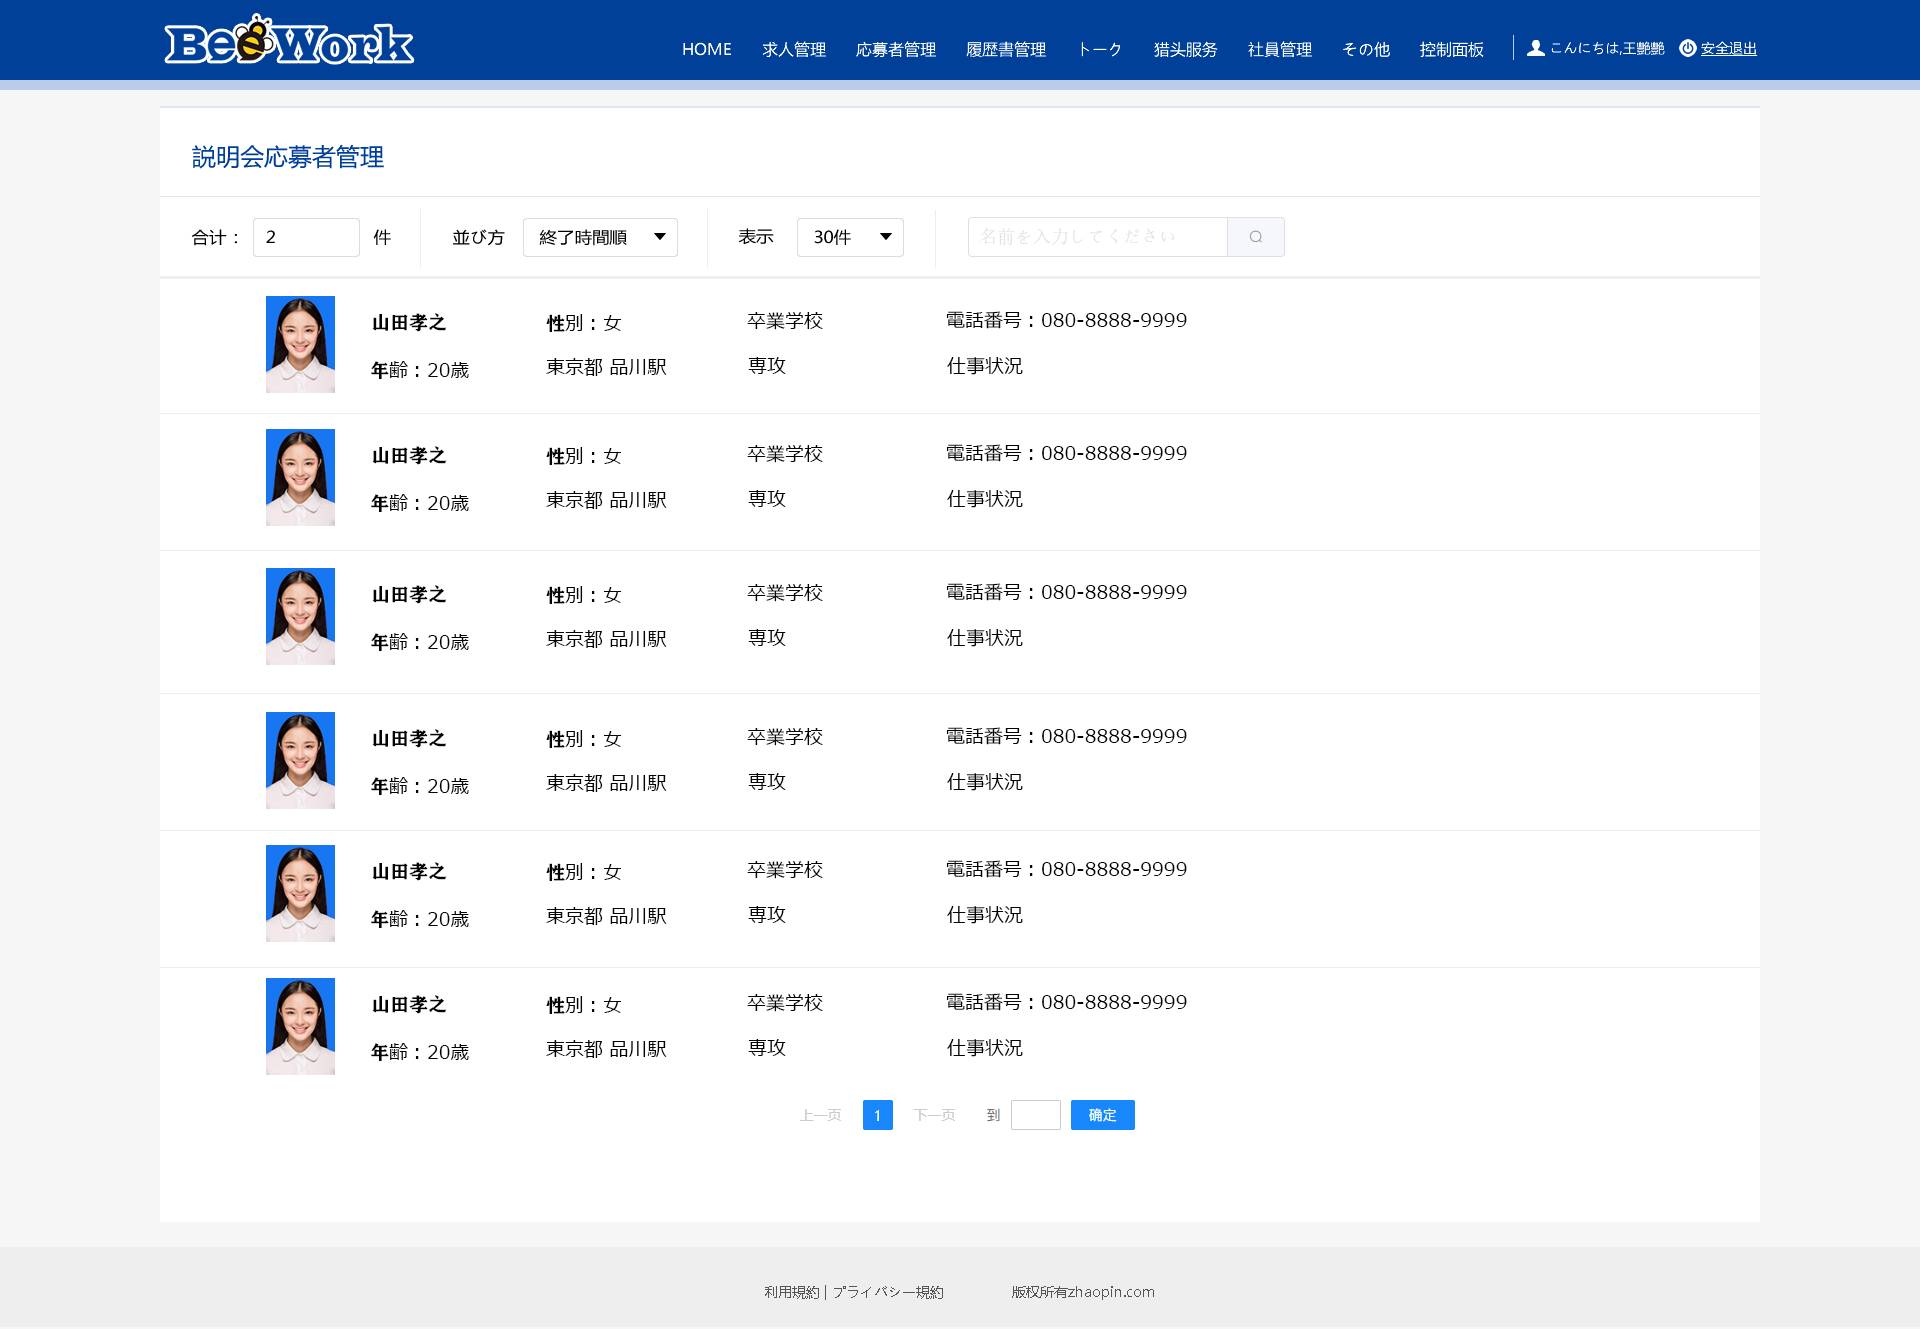 BeeWork
HOME 求人管理 応募者管理 履歴書管理 トーク 猎头服务 社員管理 その他 控制面板 こんにちは,王艷艷 安全退出
説明会応募者管理
合计： 2 件 並び方 終了時間順 表示 30件 名前を入力してください
山田孝之 性別：女 卒業学校 電話番号：080-8888-9999
年齢：20歳 東京都 品川駅 専攻 仕事状況
山田孝之 性別：女 卒業学校 電話番号：080-8888-9999
年齢：20歳 東京都 品川駅 専攻 仕事状況
山田孝之 性別：女 卒業学校 電話番号：080-8888-9999
年齢：20歳 東京都 品川駅 専攻 仕事状況
山田孝之 性別：女 卒業学校 電話番号：080-8888-9999
年齢：20歳 東京都 品川駅 専攻 仕事状況
山田孝之 性別：女 卒業学校 電話番号：080-8888-9999
年齢：20歳 東京都 品川駅 専攻 仕事状況
山田孝之 性別：女 卒業学校 電話番号：080-8888-9999
年齢：20歳 東京都 品川駅 専攻 仕事状況
上一页 1 下一页 到 确定
利用規約 | プライバシー規約 版权所有zhaopin.com